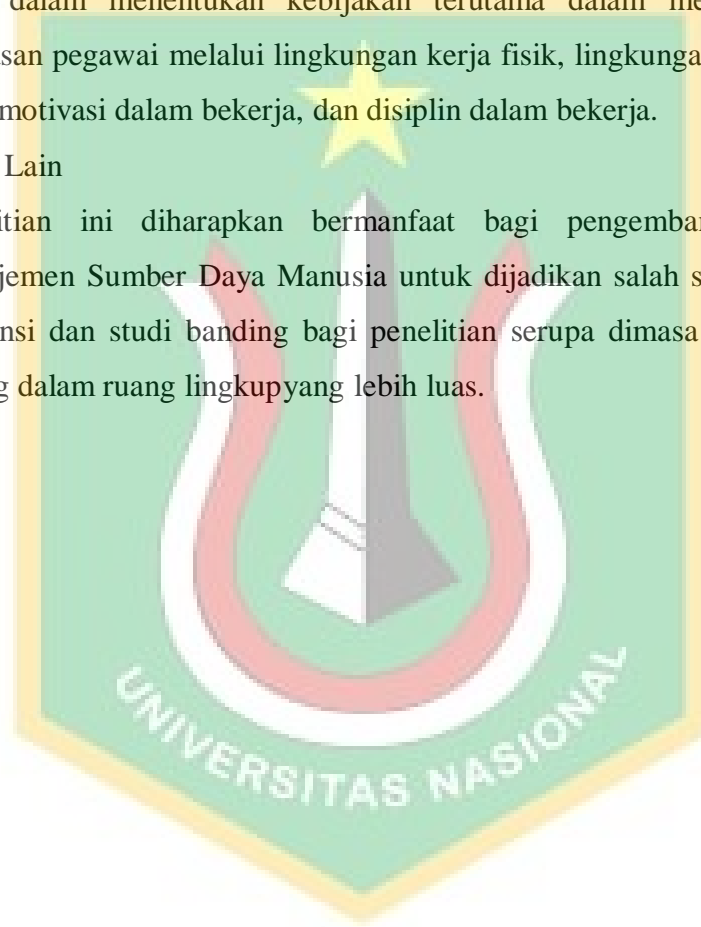 dalam menentukan kebijakan terutama dalam me
san pegawai melalui lingkungan kerja fisik, lingkunga
motivasi dalam bekerja, dan disiplin dalam bekerja.
Lain
itian ini diharapkan bermanfaat bagi pengemba
jemen Sumber Daya Manusia untuk dijadikan salah s
nsi dan studi banding bagi penelitian serupa dimasa
g dalam ruang lingkupyang lebih luas.
UNIVERSITAS NASIONAL